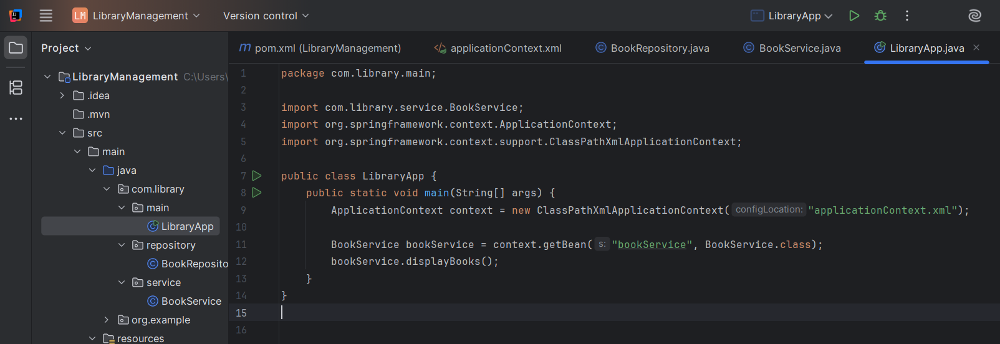 LM LibraryManagement Version control LibraryApp
Project
LibraryManagement C:\Users\
.idea
.mvn
src
main
java
com.library
main
LibraryApp
repository
BookReposito
service
BookService
org.example
resources
pom.xml (LibraryManagement) applicationContext.xml BookRepository.java BookService.java LibraryApp.java
1 package com.library.main;
2
3 import com.library.service.BookService;
4 import org.springframework.context.ApplicationContext;
5 import org.springframework.context.support.ClassPathXmlApplicationContext;
6
7 public class LibraryApp {
8 public static void main(String[] args) {
9 ApplicationContext context = new ClassPathXmlApplicationContext( configLocation: "applicationContext.xml");
10
11 BookService bookService = context.getBean( s: "bookService", BookService.class);
12 bookService.displayBooks();
13 }
14 }
15
16